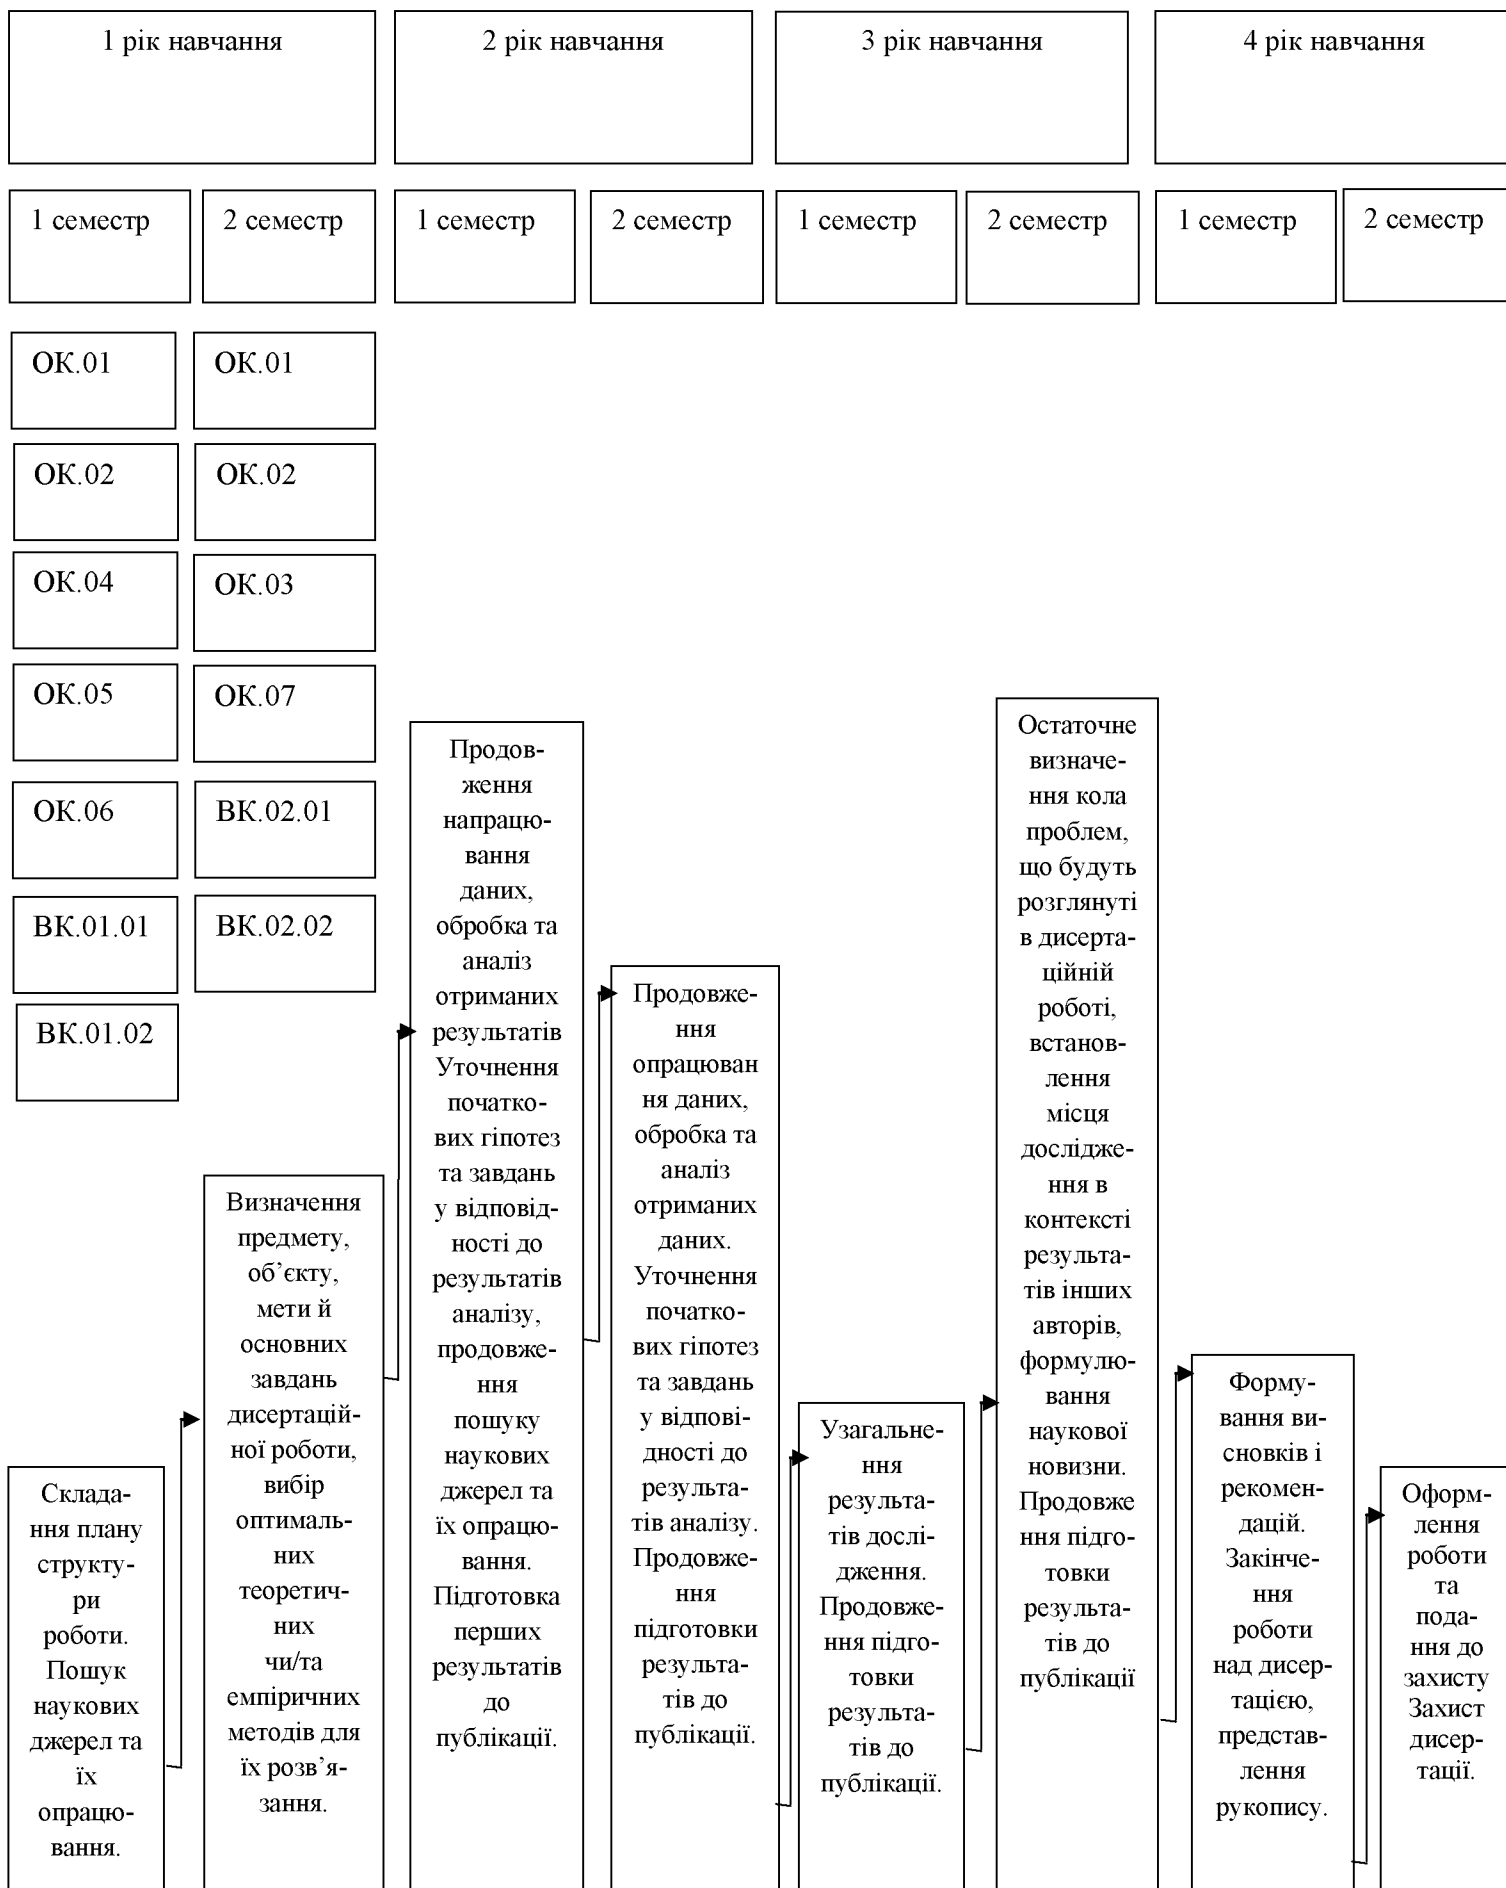 1 рік навчання
2 рік навчання
3 рік навчання
4 рік навчання
1 семестр
2 семестр
1 семестр
2 семестр
1 семестр
2 семестр
1 семестр
2 семестр
ОК.01
ОК.01
ОК.02
ОК.02
ОК.04
ОК.03
ОК.05
ОК.07
ОК.06
ВК.02.01
ВК.01.01
ВК.02.02
ВК.01.02
Склада-
ння плану
структу-
ри
роботи.
Пошук
наукових
джерел та
їх
опрацю-
вання.
Визначення
предмету,
об’єкту,
мети й
основних
завдань
дисертацій-
ної роботи,
вибір
оптималь-
них
теоретич-
них
чи/та
емпіричних
методів для
їх розв’я-
зання.
Продов-
ження
напрацю-
вання
даних,
обробка та
аналіз
отриманих
результатів
Уточнення
початко-
вих гіпотез
та завдань
у відповід-
ності до
результатів
аналізу,
продовже-
ння
пошуку
наукових
джерел та
їх опрацю-
вання.
Підготовка
перших
результатів
до
публікації.
Продовже-
ння
опрацюван
ня даних,
обробка та
аналіз
отриманих
даних.
Уточнення
початко-
вих гіпотез
та завдань
у відпові-
дності до
результа-
тів аналізу.
Продовже-
ння
підготовки
результа-
тів до
публікації.
Узагальне-
ння
результа-
тів дослі-
дження.
Продовже-
ння підго-
товки
результа-
тів до
публікації.
Остаточне
визначе-
ння кола
проблем,
що будуть
розглянуті
в дисерта-
ційній
роботі,
встанов-
лення
місця
дослідже-
ння в
контексті
результа-
тів інших
авторів,
формулю-
вання
наукової
новизни.
Продовже
ння підго-
товки
результа-
тів до
публікації
Форму-
вання ви-
сновків і
рекомен-
дацій.
Закінче-
ння
роботи
над дисер-
тацією,
представ-
лення
рукопису.
Оформ-
лення
роботи
та
пода-
ння до
захисту
Захист
дисер-
тації.